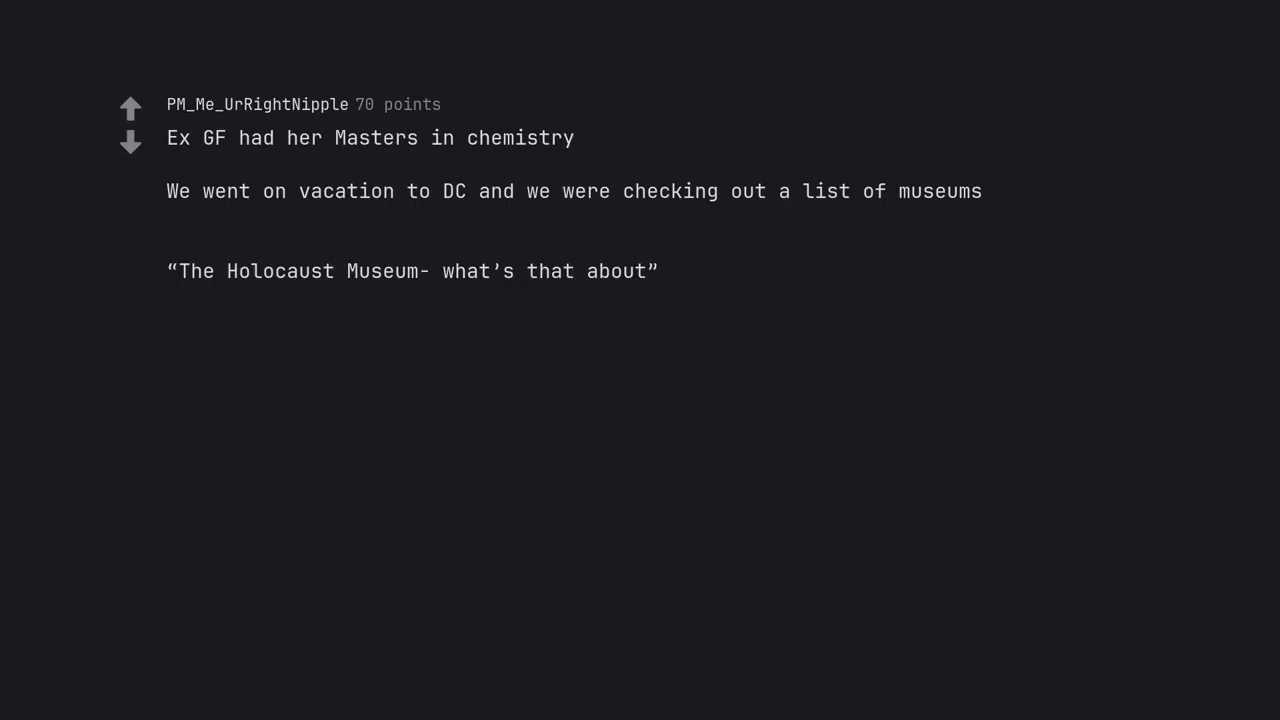 PM_Me_UrRightNipple 70 points
Ex GF had her Masters in chemistry
We went on vacation to DC and we were checking out a list of museums
“The Holocaust Museum- what’s that about”